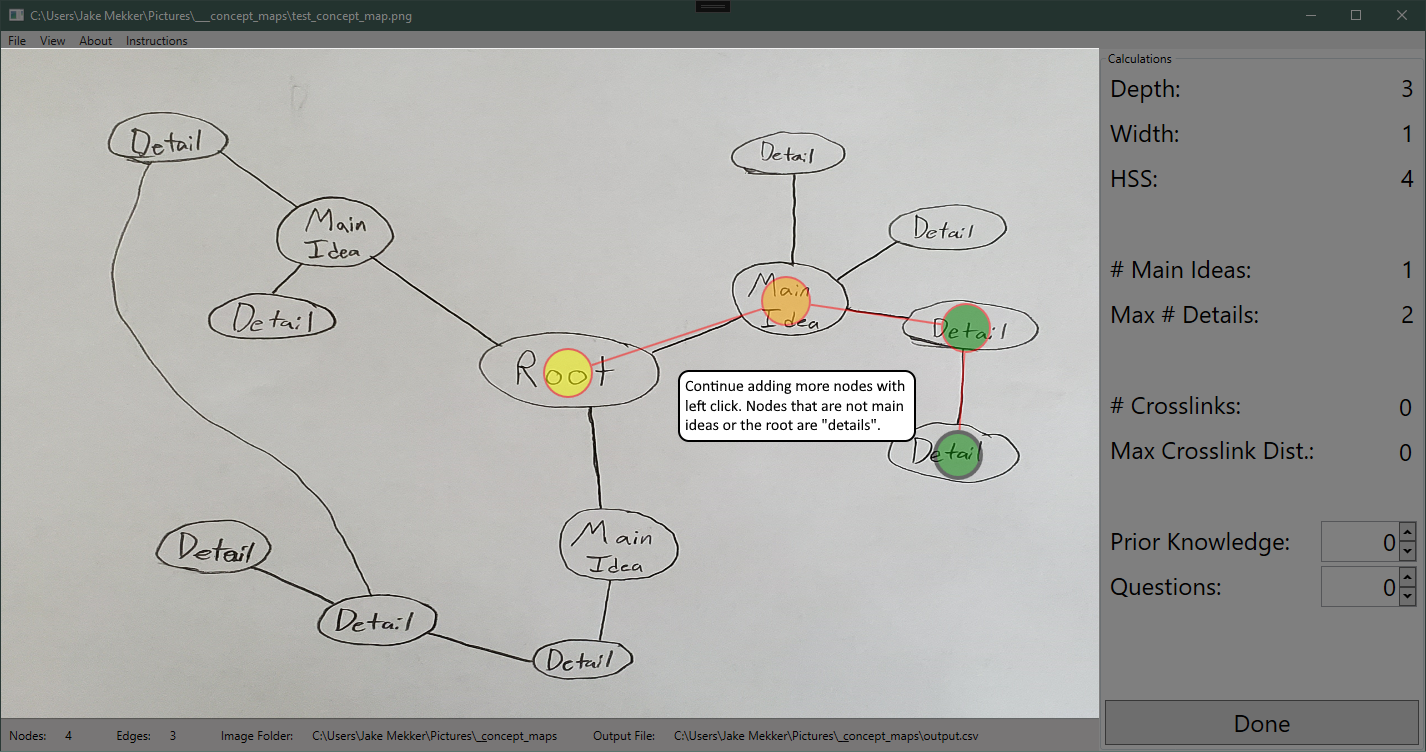 C:\Users\Jake Mekker\Pictures\__concept_maps\test_concept_map.png
File View About Instructions
Detail
Main
Idea
Detail
Root
Detail
Detail
Main
Idea
Detail
Detail
Continue adding more nodes with
left click. Nodes that are not main
ideas or the root are "details".
Main
Idea
Detail
Detail
Detail
Calculations
Depth: 3
Width: 1
HSS: 4
# Main Ideas: 1
Max # Details: 2
# Crosslinks: 0
Max Crosslink Dist.: 0
Prior Knowledge: 0
Questions: 0
Done
Nodes: 4 Edges: 3 Image Folder: C:\Users\Jake Mekker\Pictures\_concept_maps Output File: C:\Users\Jake Mekker\Pictures\_concept_maps\output.csv